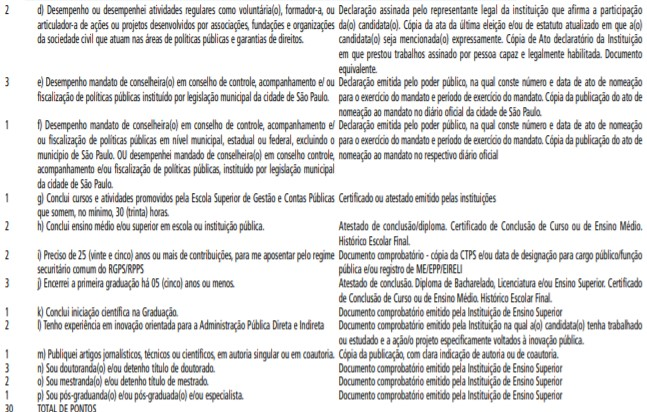 2 d) Desempenho ou desempenhei atividades regulares como voluntária(o), formador-a, ou Declaração assinada pelo representante legal da instituição que afirma a participação
articulador-a de ações ou projetos desenvolvidos por associações, fundações e organizações da(o) candidata(o). Cópia da ata da última eleição e/ou de estatuto atualizado em que a(o)
da sociedade civil que atuam nas áreas de políticas públicas e garantias de direitos. candidata(o) seja mencionada(o) expressamente. Cópia de Ato declaratório da Instituição
em que prestou trabalhos assinado por pessoa capaz e legalmente habilitada. Documento
equivalente.
3 e) Desempenho mandato de conselheira(o) em conselho de controle, acompanhamento e/ ou Declaração emitida pelo poder público, na qual conste número e data de ato de nomeação
fiscalização de políticas públicas instituído por legislação municipal da cidade de São Paulo. para o exercício do mandato e período de exercício do mandato. Cópia da publicação do ato de
nomeação ao mandato no diário oficial da cidade de São Paulo.
1 f) Desempenho mandato de conselheira(o) em conselho de controle, acompanhamento e/ Declaração emitida pelo poder público, na qual conste número e data de ato de nomeação
ou fiscalização de políticas públicas em nível municipal, estadual ou federal, excluindo o para o exercício do mandato e período de exercício do mandato. Cópia da publicação do ato de
município de São Paulo. OU desempenhei mandato de conselheira(o) em conselho controle, nomeação ao mandato no respectivo diário oficial
acompanhamento e/ou fiscalização de políticas públicas, instituído por legislação municipal
da cidade de São Paulo.
1 g) Conclui cursos e atividades promovidos pela Escola Superior de Gestão e Contas Públicas Certificado ou atestado emitido pelas instituições
que somem, no mínimo, 30 (trinta) horas.
2 h) Conclui ensino médio e/ou superior em escola ou instituição pública. Atestado de conclusão/diploma. Certificado de Conclusão de Curso ou de Ensino Médio.
Histórico Escolar Final.
2 i) Preciso de 25 (vinte e cinco) anos ou mais de contribuições, para me aposentar pelo regime Documento comprobatório - cópia da CTPS e/ou data de designação para cargo público/função
securitário comum do RGPS/RPPS pública e/ou registro de ME/EPP/EIRELI
3 j) Encerrei a primeira graduação há 05 (cinco) anos ou menos. Atestado de conclusão. Diploma de Bacharelado, Licenciatura e/ou Ensino Superior. Certificado
de Conclusão de Curso ou de Ensino Médio. Histórico Escolar Final.
1 k) Conclui iniciação científica na Graduação. Documento comprobatório emitido pela Instituição de Ensino Superior
2 l) Tenho experiência em inovação orientada para a Administração Pública Direta e Indireta Documento comprobatório emitido pela Instituição na qual a(o) candidata(o) tenha trabalhado
ou estudado e a ação/o projeto especificamente voltados à inovação pública.
1 m) Publiquei artigos jornalísticos, técnicos ou científicos, em autoria singular ou em coautoria. Cópia da publicação, com clara indicação de autoria ou de coautoria.
3 n) Sou doutoranda(o) e/ou detenho título de doutorado. Documento comprobatório emitido pela Instituição de Ensino Superior
2 o) Sou mestranda(o) e/ou detenho título de mestrado. Documento comprobatório emitido pela Instituição de Ensino Superior
1 p) Sou pós-graduanda(o) e/ou pós-graduada(o) e/ou especialista. Documento comprobatório emitido pela Instituição de Ensino Superior
30 TOTAL DE PONTOS